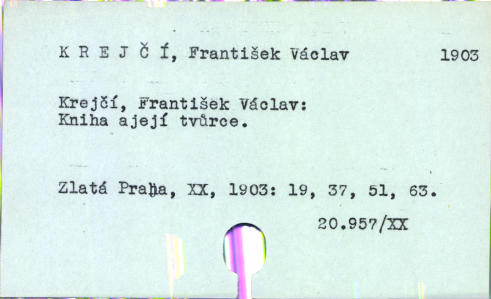 K R E J Č Í, František Václav 1903
Krejčí, František Václav:
Kniha ajejí tvůrce.
Zlatá Praha, XX, 1903: 19, 37, 51, 63.
20.957/XX